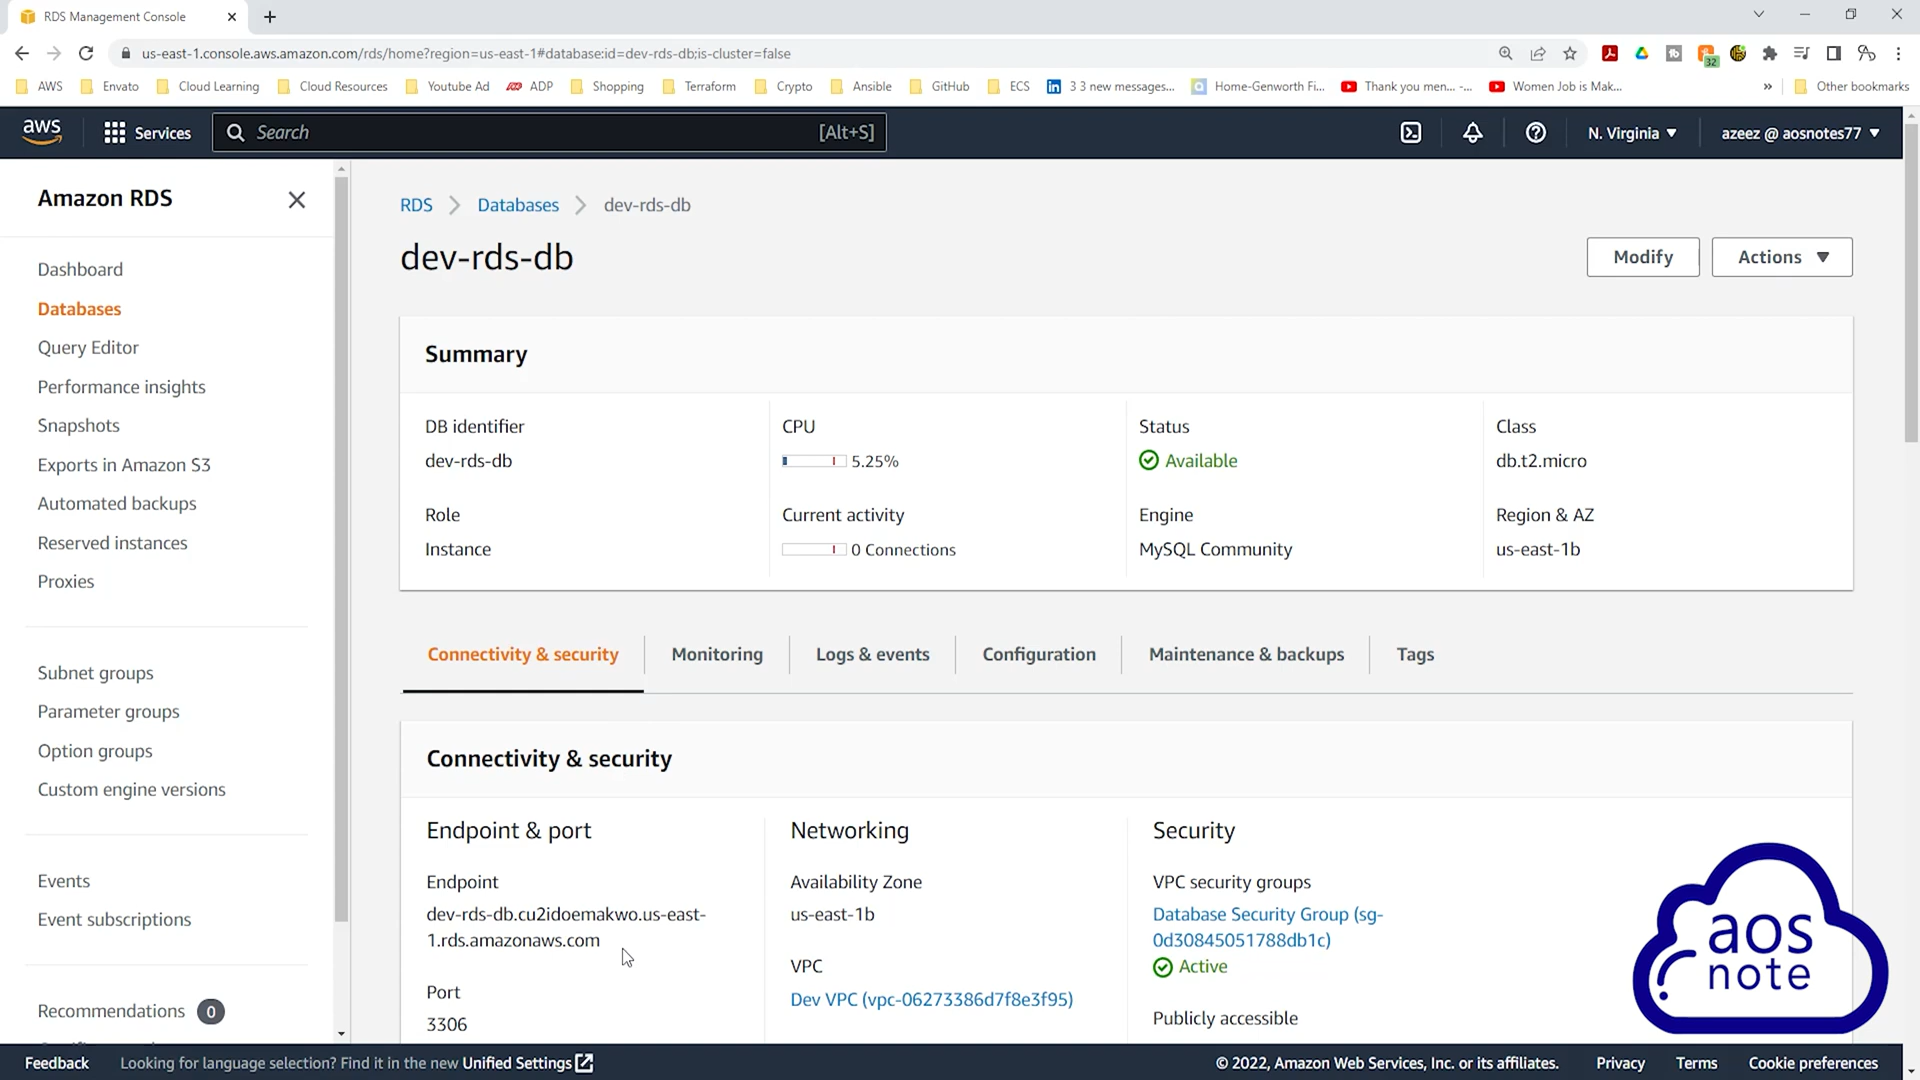 RDS Management Console
us-east-1.console.aws.amazon.com/rds/home?region=us-east-1#database:id=dev-rds-db;is-cluster=false
32
AWS Envato Cloud Learning Cloud Resources Youtube Ad ADP Shopping Terraform Crypto Ansible GitHub ECS 3 3 new messages... Home-Genworth Fi... Thank you men... -... Women Job is Mak... » Other bookmarks
aws Services Search [Alt+S] N. Virginia azeez @ aosnotes77
Amazon RDS
Dashboard
Databases
Query Editor
Performance insights
Snapshots
Exports in Amazon S3
Automated backups
Reserved instances
Proxies
Subnet groups
Parameter groups
Option groups
Custom engine versions
Events
Event subscriptions
Recommendations 0
RDS Databases dev-rds-db
dev-rds-db
Modify Actions
Summary
DB identifier
dev-rds-db
CPU
5.25%
Status
Available
Class
db.t2.micro
Role
Instance
Current activity
0 Connections
Engine
MySQL Community
Region & AZ
us-east-1b
Connectivity & security Monitoring Logs & events Configuration Maintenance & backups Tags
Connectivity & security
Endpoint & port
Endpoint
dev-rds-db.cu2idoemakwo.us-east-
1.rds.amazonaws.com
Port
3306
Networking
Availability Zone
us-east-1b
VPC
Dev VPC (vpc-06273386d7f8e3f95)
Security
VPC security groups
Database Security Group (sg-
0d30845051788db1c)
Active
Publicly accessible
aos
note
Feedback Looking for language selection? Find it in the new Unified Settings © 2022, Amazon Web Services, Inc. or its affiliates. Privacy Terms Cookie preferences